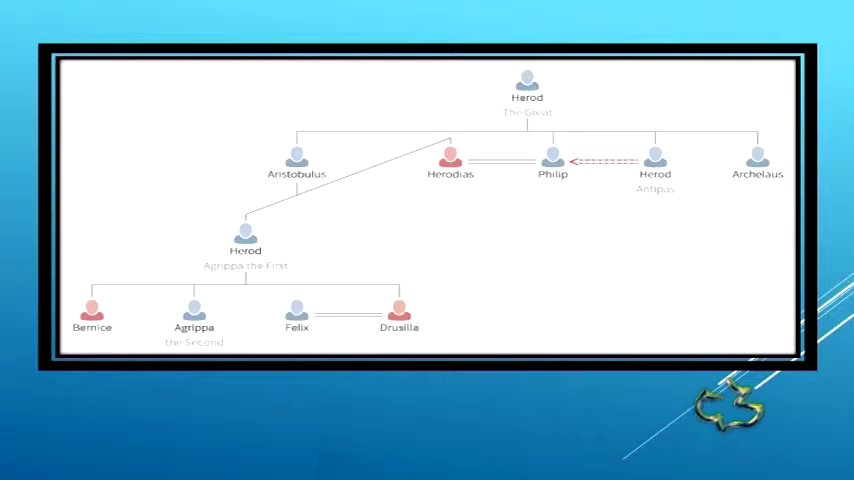 Herod
The Great
Aristobulus
Herodias
Philip
Herod
Antipas
Archelaus
Herod
Agrippa the First
Bernice
Agrippa
the Second
Felix
Drusilla